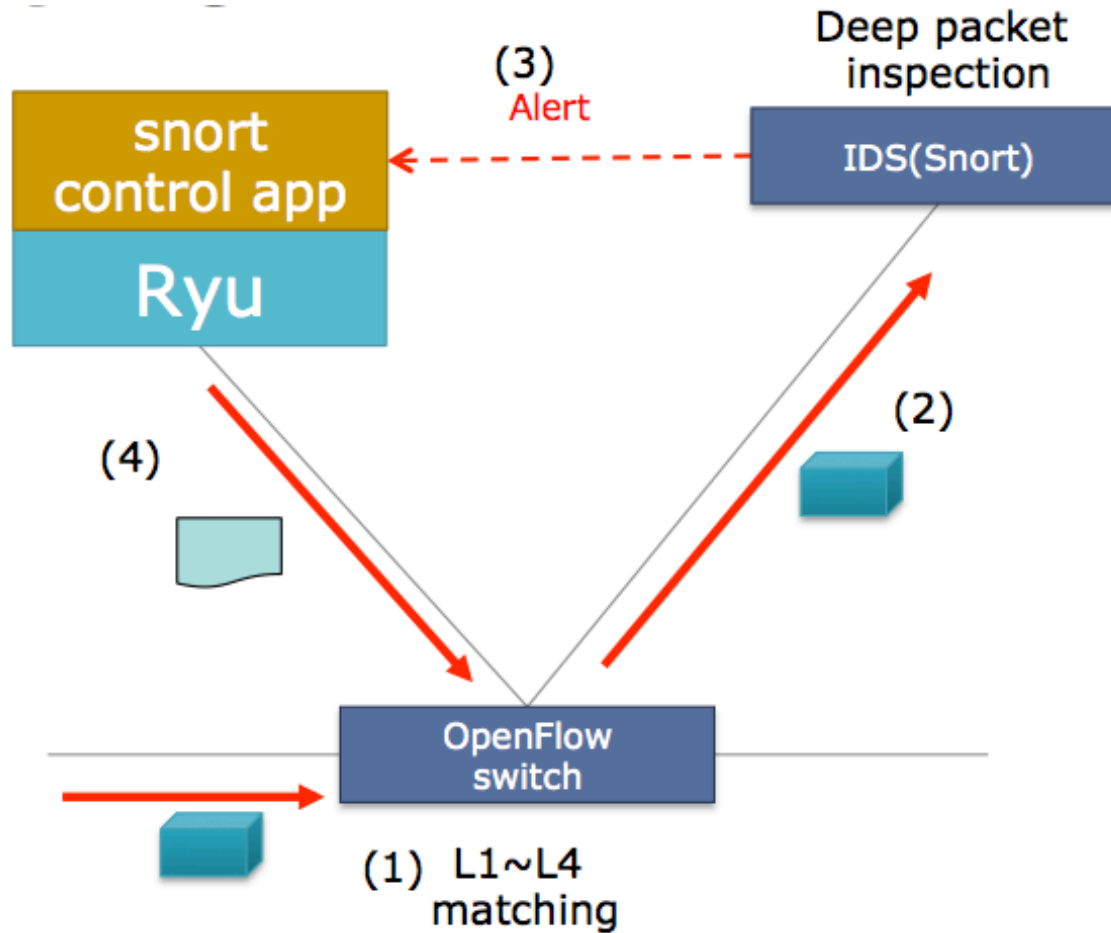 Deep packet
inspection
(3)
Alert
snort
control app
IDS(Snort)
Ryu
(2)
(4)
OpenFlow
switch
(1) L1~L4
matching